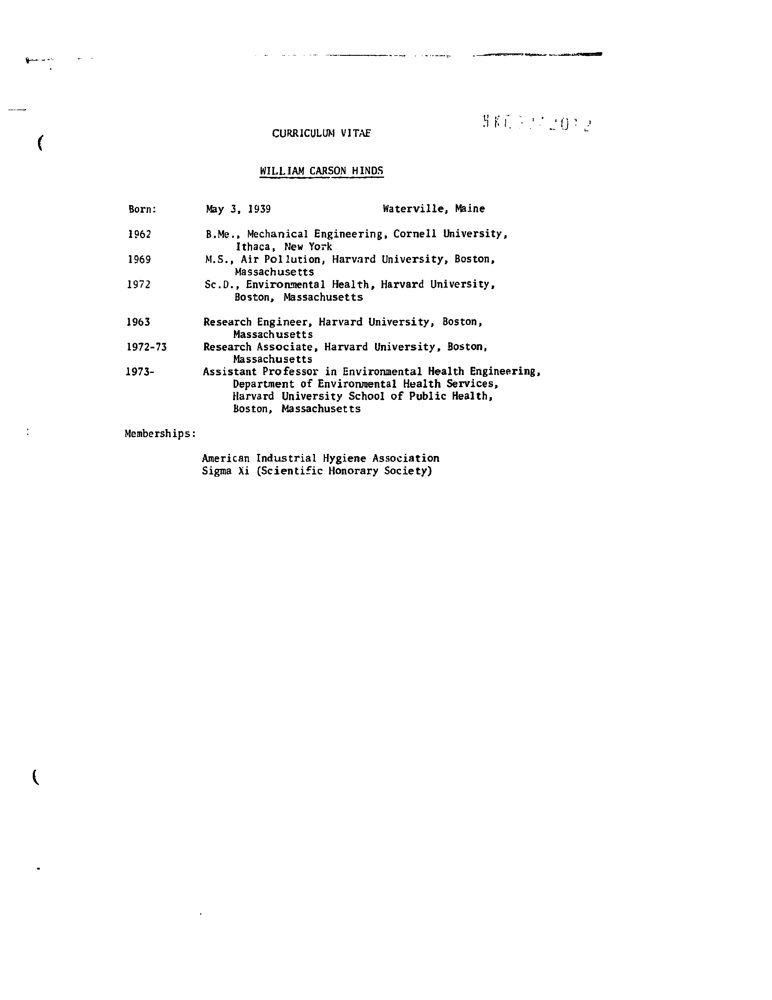 CURRICULUM VITAE
WILLIAM CARSON HINDS
Born: May 3, 1939 Waterville, Maine
1962 B.Me., Mechanical Engineering, Cornell University,
Ithaca, New York
1969 M.S., Air Pollution, Harvard University, Boston,
Massachusetts
1972 Sc.D., Environmental Health, Harvard University,
Boston, Massachusetts
1963 Research Engineer, Harvard University, Boston,
Massachusetts
1972-73 Research Associate, Harvard University, Boston,
Massachusetts
1973- Assistant Professor in Environmental Health Engineering,
Department of Environmental Health Services,
Harvard University School of Public Health,
Boston, Massachusetts
Memberships:
American Industrial Hygiene Association
Sigma Xi (Scientific Honorary Society)